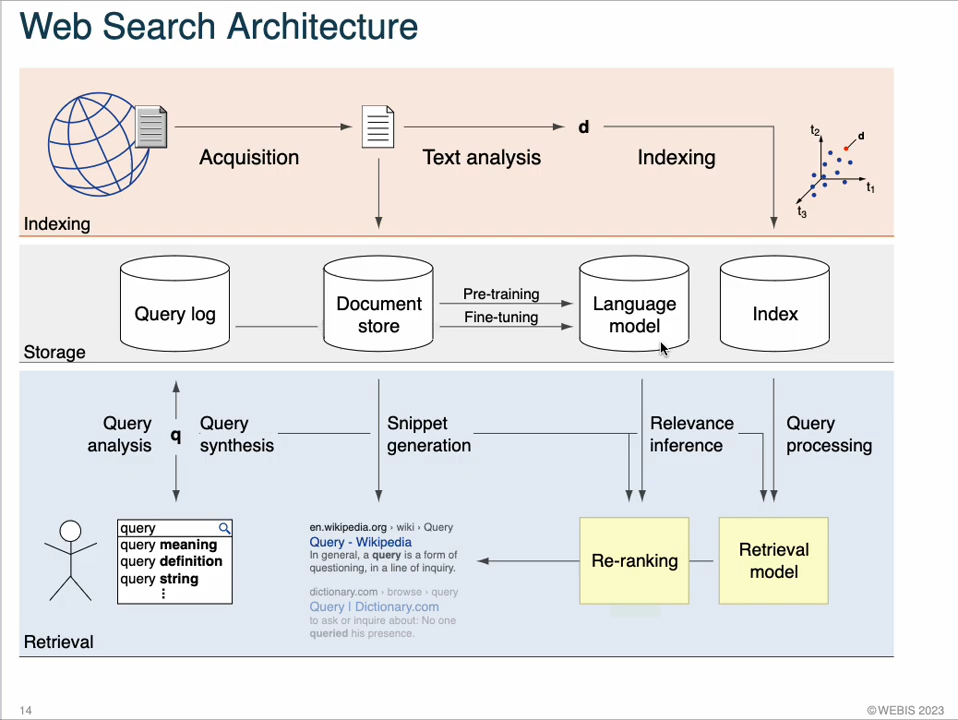 Web Search Architecture
Acquisition
Text analysis
d
Indexing
t2
d
t1
t3
Indexing
Query log
Document
store
Pre-training
Fine-tuning
Language
model
Index
Storage
Query
analysis
q
Query
synthesis
Snippet
generation
Relevance
inference
Query
processing
query
query meaning
query definition
query string
⋮
en.wikipedia.org › wiki › Query
Query - Wikipedia
In general, a query is a form of
questioning, in a line of inquiry.
dictionary.com › browse › query
Query | Dictionary.com
to ask or inquire about: No one
queried his presence.
Re-ranking
Retrieval
model
Retrieval
14
©WEBIS 2023